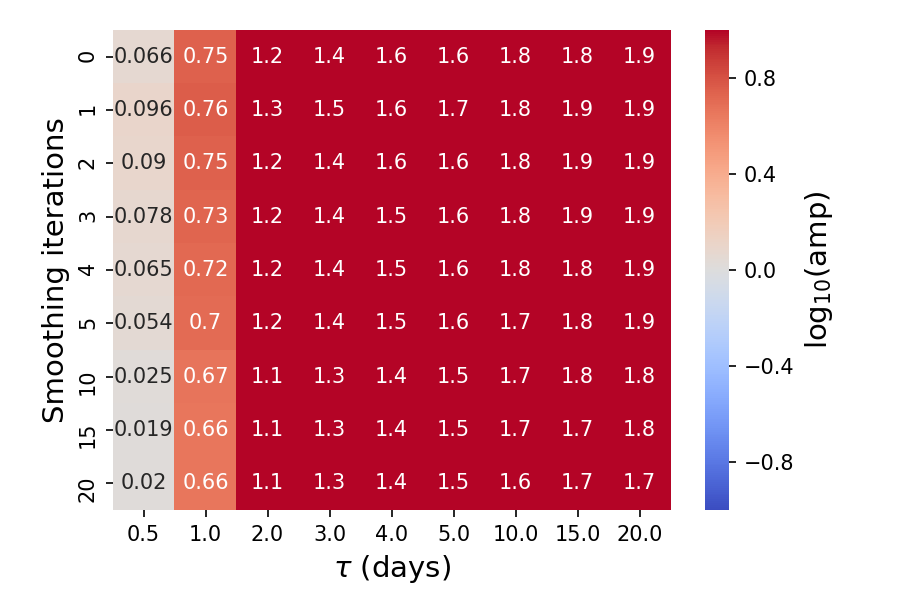 Smoothing iterations
0 0.066 0.75 1.2 1.4 1.6 1.6 1.8 1.8 1.9
1 0.096 0.76 1.3 1.5 1.6 1.7 1.8 1.9 1.9
2 0.09 0.75 1.2 1.4 1.6 1.6 1.8 1.9 1.9
3 0.078 0.73 1.2 1.4 1.5 1.6 1.8 1.9 1.9
4 0.065 0.72 1.2 1.4 1.5 1.6 1.8 1.8 1.9
5 0.054 0.7 1.2 1.4 1.5 1.6 1.7 1.8 1.9
10 0.025 0.67 1.1 1.3 1.4 1.5 1.7 1.8 1.8
15 0.019 0.66 1.1 1.3 1.4 1.5 1.7 1.7 1.8
20 0.02 0.66 1.1 1.3 1.4 1.5 1.6 1.7 1.7
0.5 1.0 2.0 3.0 4.0 5.0 10.0 15.0 20.0
τ (days)
0.8
0.4
0.0
−0.4
−0.8
log₁₀(amp)